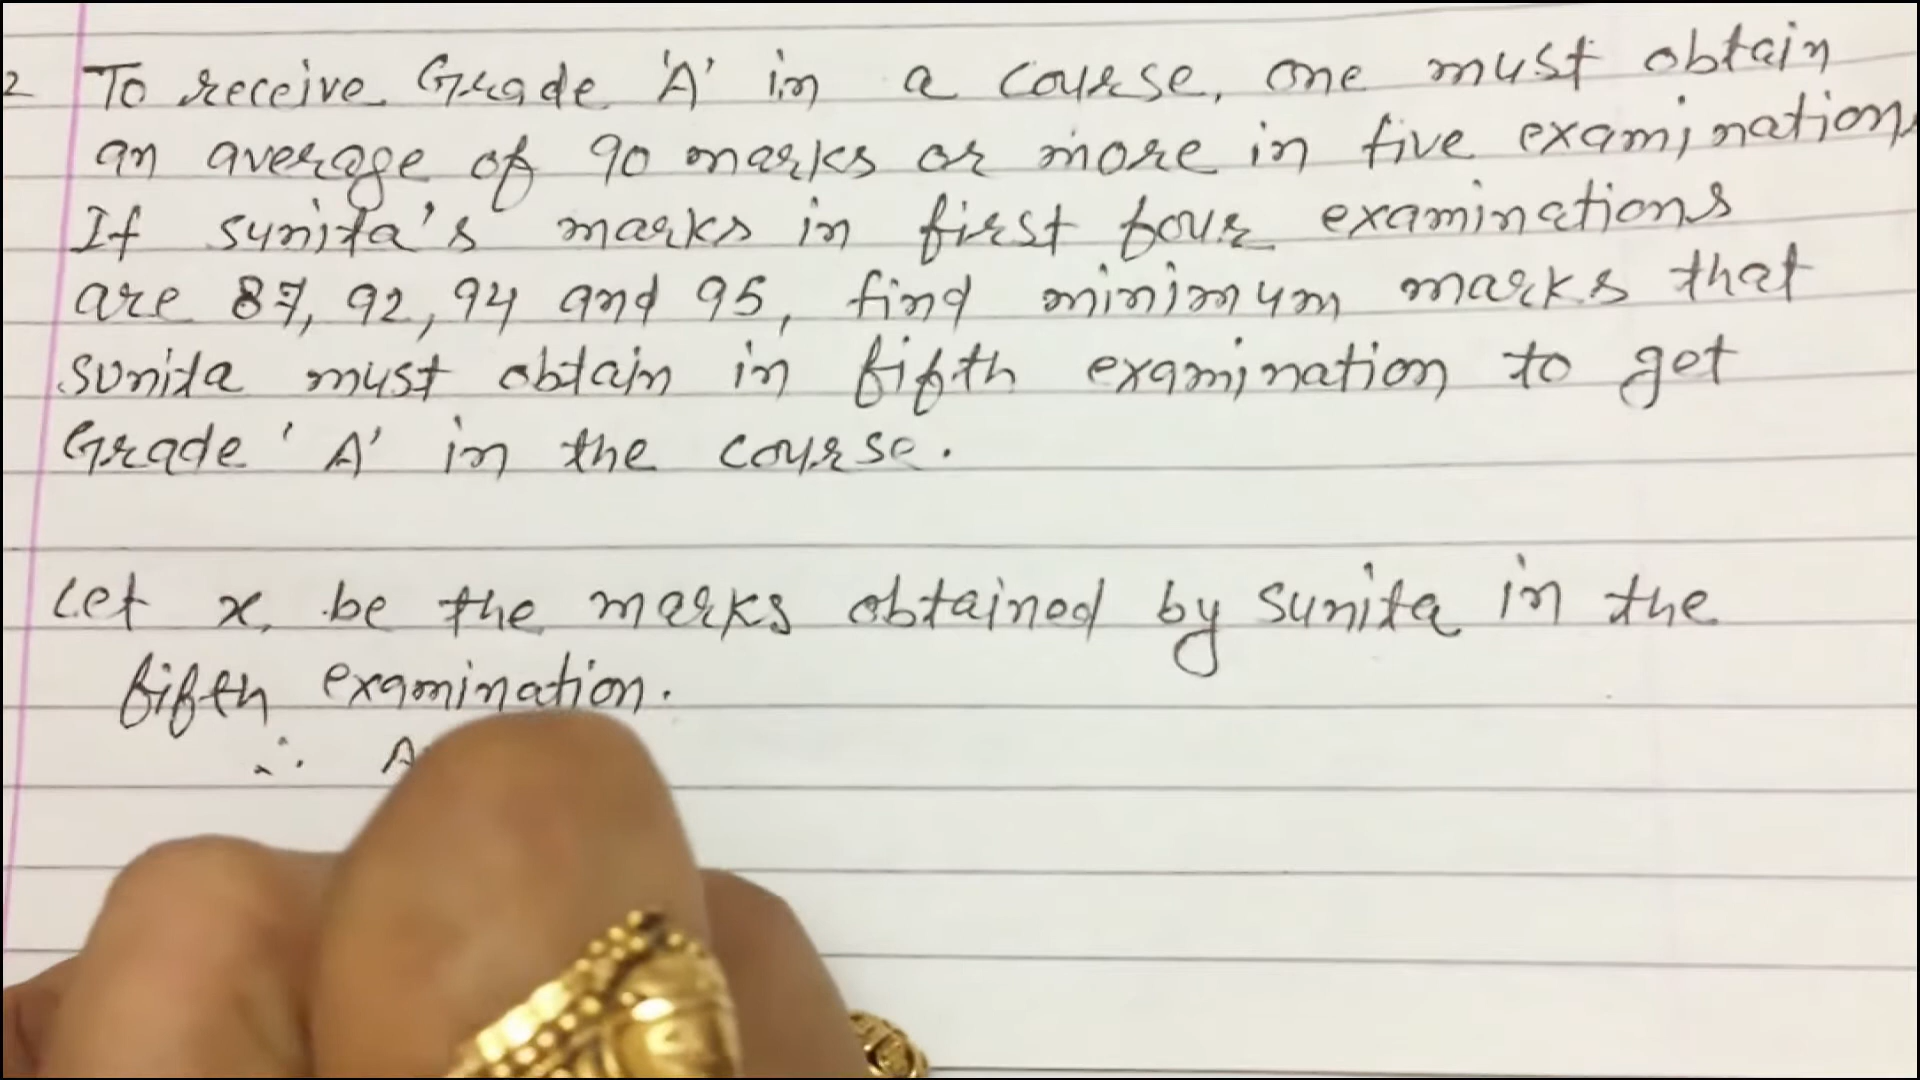 2 To receive Grade 'A' in a course, one must obtain
an average of 90 marks or more in five examinations
If sunita's marks in first four examinations
are 87, 92, 94 and 95, find minimum marks that
sunita must obtain in fifth examination to get
Grade 'A' in the course.
Let x be the marks obtained by sunita in the
fifth examination.
∴ A